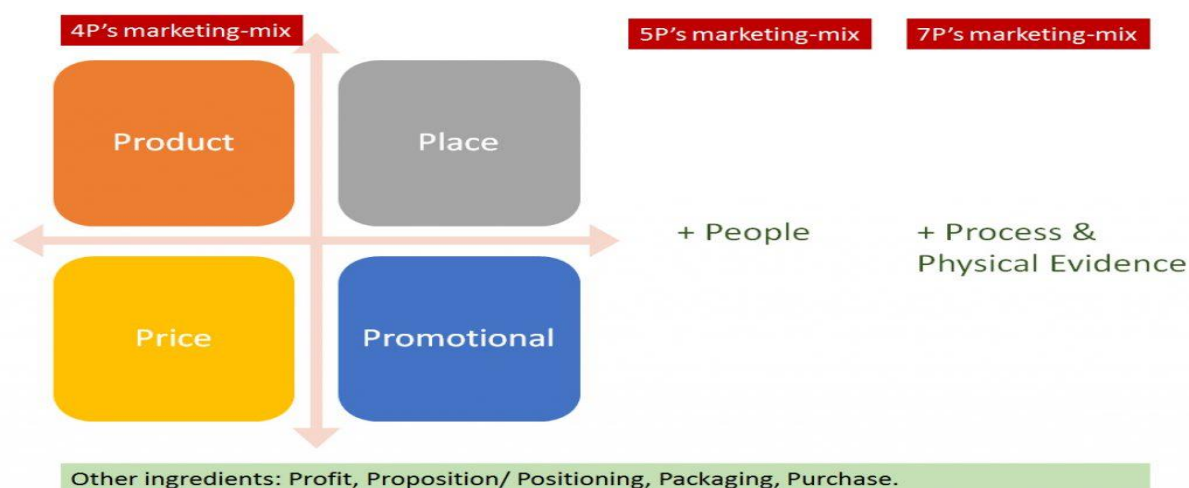 4P's marketing-mix
5P's marketing-mix
7P's marketing-mix
Product
Place
+ People
+ Process &
Physical Evidence
Price
Promotional
Other ingredients: Profit, Proposition/ Positioning, Packaging, Purchase.